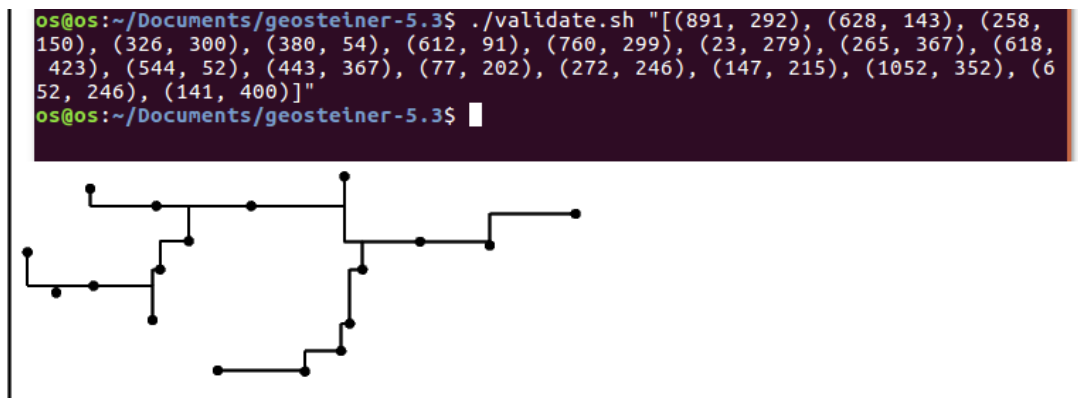 os@os:~/Documents/geosteiner-5.3$ ./validate.sh "[(891, 292), (628, 143), (258,
150), (326, 300), (380, 54), (612, 91), (760, 299), (23, 279), (265, 367), (618,
 423), (544, 52), (443, 367), (77, 202), (272, 246), (147, 215), (1052, 352), (6
52, 246), (141, 400)]"
os@os:~/Documents/geosteiner-5.3$